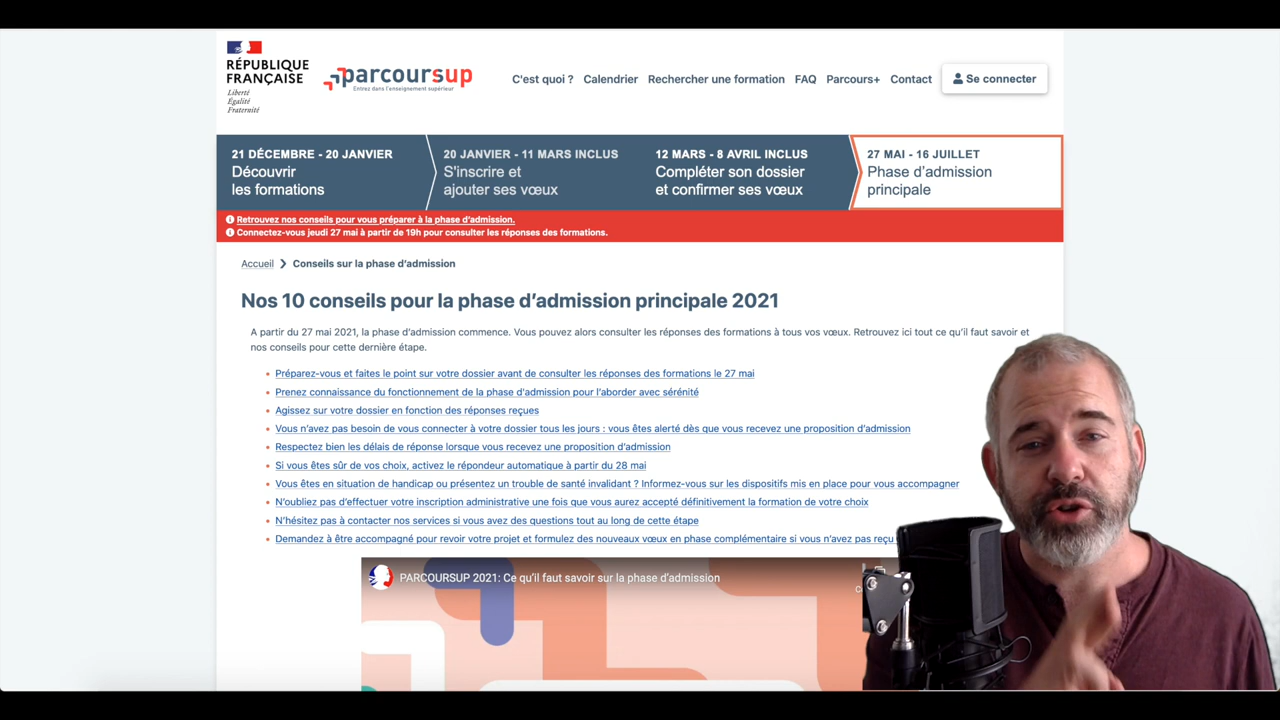 RÉPUBLIQUE
FRANÇAISE
Liberté
Égalité
Fraternité
parcoursup
Entrez dans l'enseignement supérieur
C'est quoi ? Calendrier Rechercher une formation FAQ Parcours+ Contact Se connecter
21 DÉCEMBRE - 20 JANVIER
Découvrir
les formations
20 JANVIER - 11 MARS INCLUS
S'inscrire et
ajouter ses vœux
12 MARS - 8 AVRIL INCLUS
Compléter son dossier
et confirmer ses vœux
27 MAI - 16 JUILLET
Phase d'admission
principale
Retrouvez nos conseils pour vous préparer à la phase d'admission.
Connectez-vous jeudi 27 mai à partir de 19h pour consulter les réponses des formations.
Accueil ❯ Conseils sur la phase d'admission
Nos 10 conseils pour la phase d'admission principale 2021
A partir du 27 mai 2021, la phase d'admission commence. Vous pouvez alors consulter les réponses des formations à tous vos vœux. Retrouvez ici tout ce qu'il faut savoir et
nos conseils pour cette dernière étape.
• Préparez-vous et faites le point sur votre dossier avant de consulter les réponses des formations le 27 mai
• Prenez connaissance du fonctionnement de la phase d'admission pour l'aborder avec sérénité
• Agissez sur votre dossier en fonction des réponses reçues
• Vous n'avez pas besoin de vous connecter à votre dossier tous les jours : vous êtes alerté dès que vous recevez une proposition d'admission
• Respectez bien les délais de réponse lorsque vous recevez une proposition d'admission
• Si vous êtes sûr de vos choix, activez le répondeur automatique à partir du 28 mai
• Vous êtes en situation de handicap ou présentez un trouble de santé invalidant ? Informez-vous sur les dispositifs mis en place pour vous accompagner
• N'oubliez pas d'effectuer votre inscription administrative une fois que vous aurez accepté définitivement la formation de votre choix
• N'hésitez pas à contacter nos services si vous avez des questions tout au long de cette étape
• Demandez à être accompagné pour revoir votre projet et formulez des nouveaux vœux en phase complémentaire si vous n'avez pas reçu
PARCOURSUP 2021: Ce qu'il faut savoir sur la phase d'admission